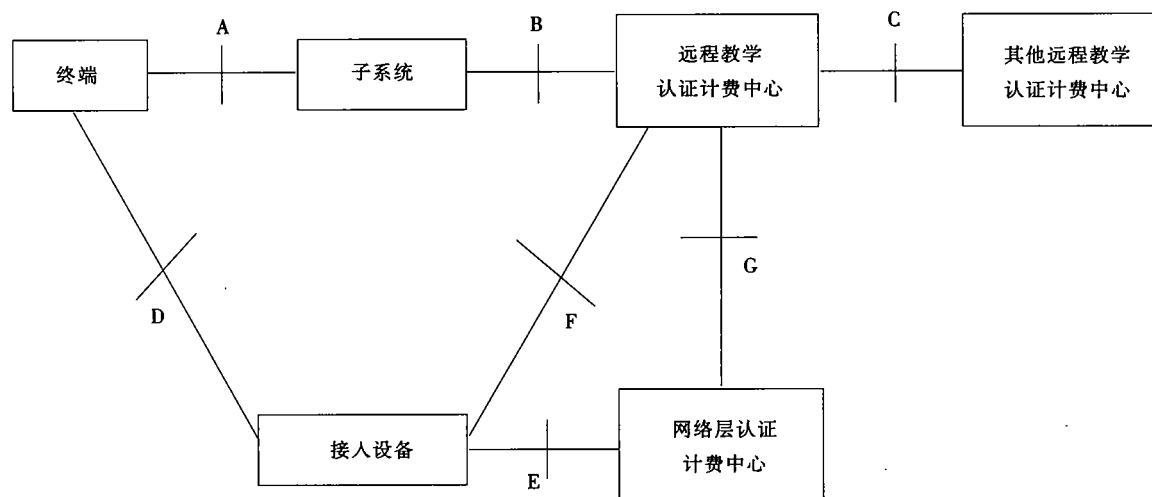 A
B
C
终端
子系统
远程教学
认证计费中心
其他远程教学
认证计费中心
D
F
G
接入设备
E
网络层认证
计费中心